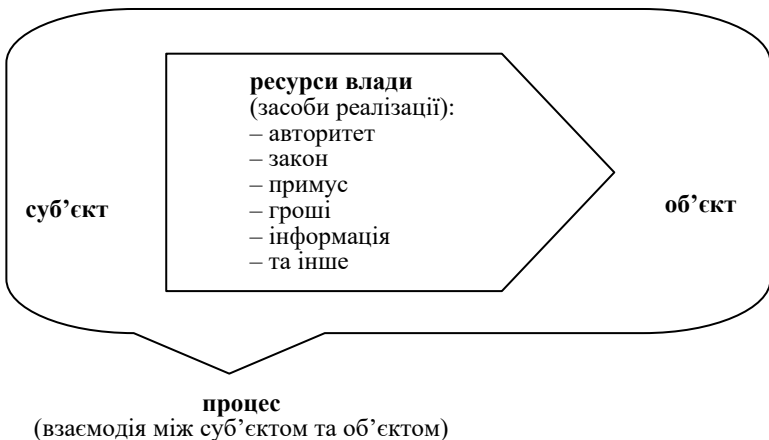 ресурси влади
(засоби реалізації):
– авторитет
– закон
– примус
– гроші
– інформація
– та інше
суб’єкт
об’єкт
процес
(взаємодія між суб’єктом та об’єктом)